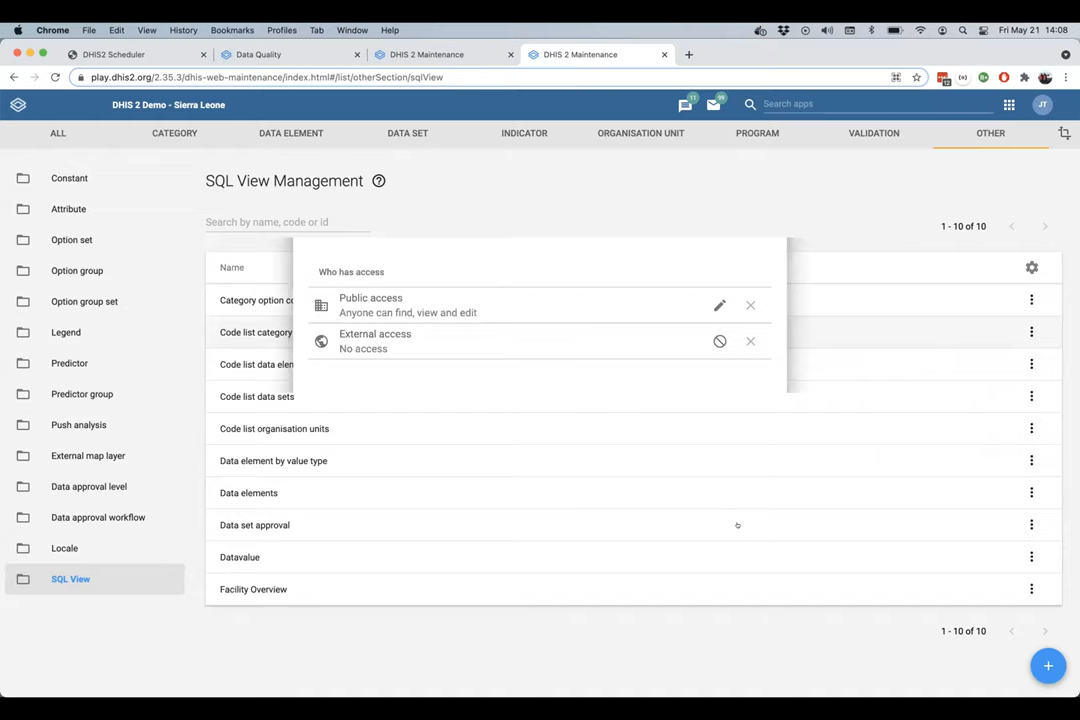 Chrome File Edit View History Bookmarks Profiles Tab Window Help Fri May 21 14:08
DHIS2 Scheduler Data Quality DHIS 2 Maintenance DHIS 2 Maintenance
play.dhis2.org/2.35.3/dhis-web-maintenance/index.html#/list/otherSection/sqlView
12
DHIS 2 Demo - Sierra Leone 11 99 Search apps JT
ALL CATEGORY DATA ELEMENT DATA SET INDICATOR ORGANISATION UNIT PROGRAM VALIDATION OTHER
Constant
Attribute
Option set
Option group
Option group set
Legend
Predictor
Predictor group
Push analysis
External map layer
Data approval level
Data approval workflow
Locale
SQL View
SQL View Management
Search by name, code or id
1 - 10 of 10
Name
Category option co
Code list category
Code list data elen
Code list data sets
Code list organisation units
Data element by value type
Data elements
Data set approval
Datavalue
Facility Overview
1 - 10 of 10
Who has access
Public access
Anyone can find, view and edit
External access
No access